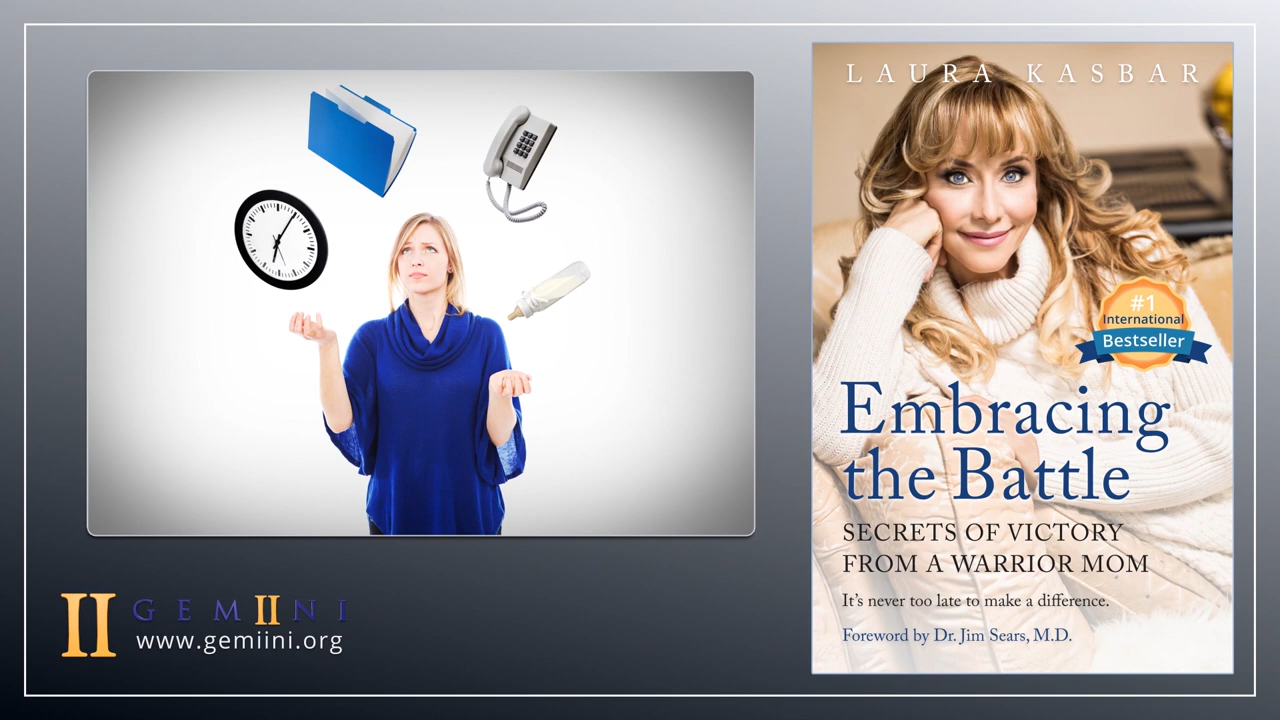 LAURA KASBAR
#1
International
Bestseller
Embracing
the Battle
SECRETS OF VICTORY
FROM A WARRIOR MOM
It's never too late to make a difference.
Foreword by Dr. Jim Sears, M.D.
II GEMIINI
www.gemiini.org